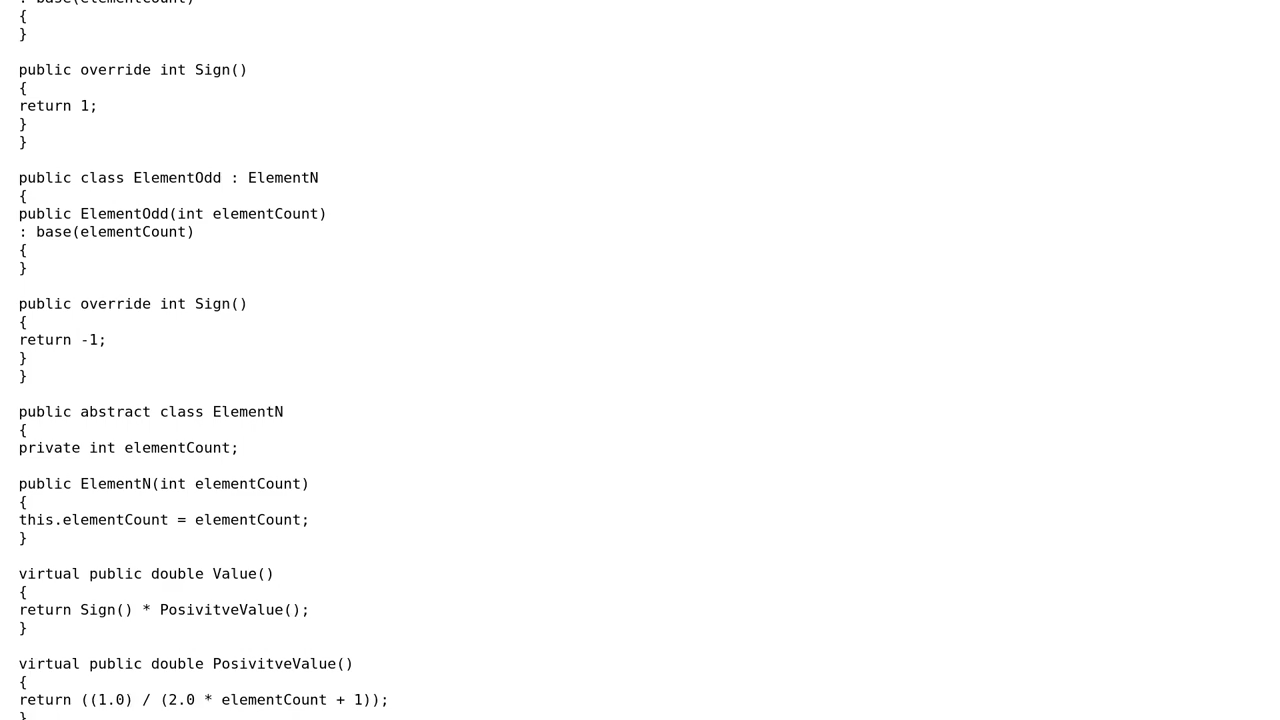 : base(elementCount)
{
}
public override int Sign()
{
return 1;
}
}
public class ElementOdd : ElementN
{
public ElementOdd(int elementCount)
: base(elementCount)
{
}
public override int Sign()
{
return -1;
}
}
public abstract class ElementN
{
private int elementCount;
public ElementN(int elementCount)
{
this.elementCount = elementCount;
}
virtual public double Value()
{
return Sign() * PosivitveValue();
}
virtual public double PosivitveValue()
{
return ((1.0) / (2.0 * elementCount + 1));
}